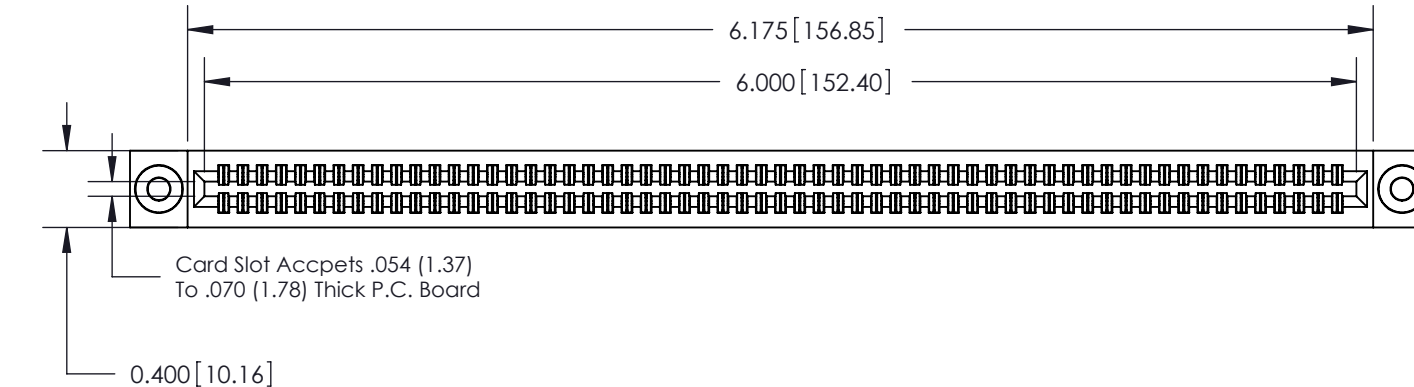 6.175[156.85]
6.000[152.40]
Card Slot Accpets .054 (1.37)
To .070 (1.78) Thick P.C. Board
0.400[10.16]